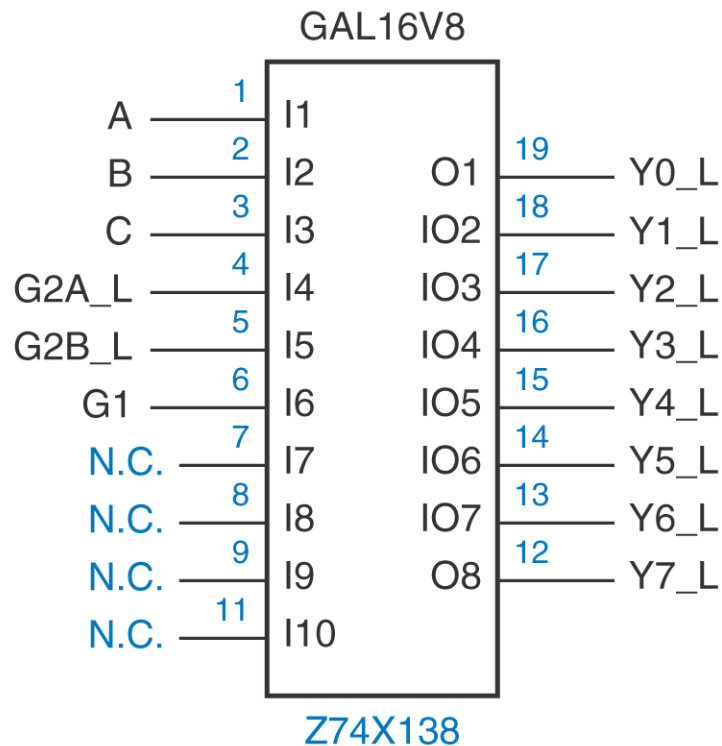 GAL16V8
A 1 I1
B 2 I2 O1 19 Y0_L
C 3 I3 IO2 18 Y1_L
G2A_L 4 I4 IO3 17 Y2_L
G2B_L 5 I5 IO4 16 Y3_L
G1 6 I6 IO5 15 Y4_L
N.C. 7 I7 IO6 14 Y5_L
N.C. 8 I8 IO7 13 Y6_L
N.C. 9 I9 O8 12 Y7_L
N.C. 11 I10
Z74X138